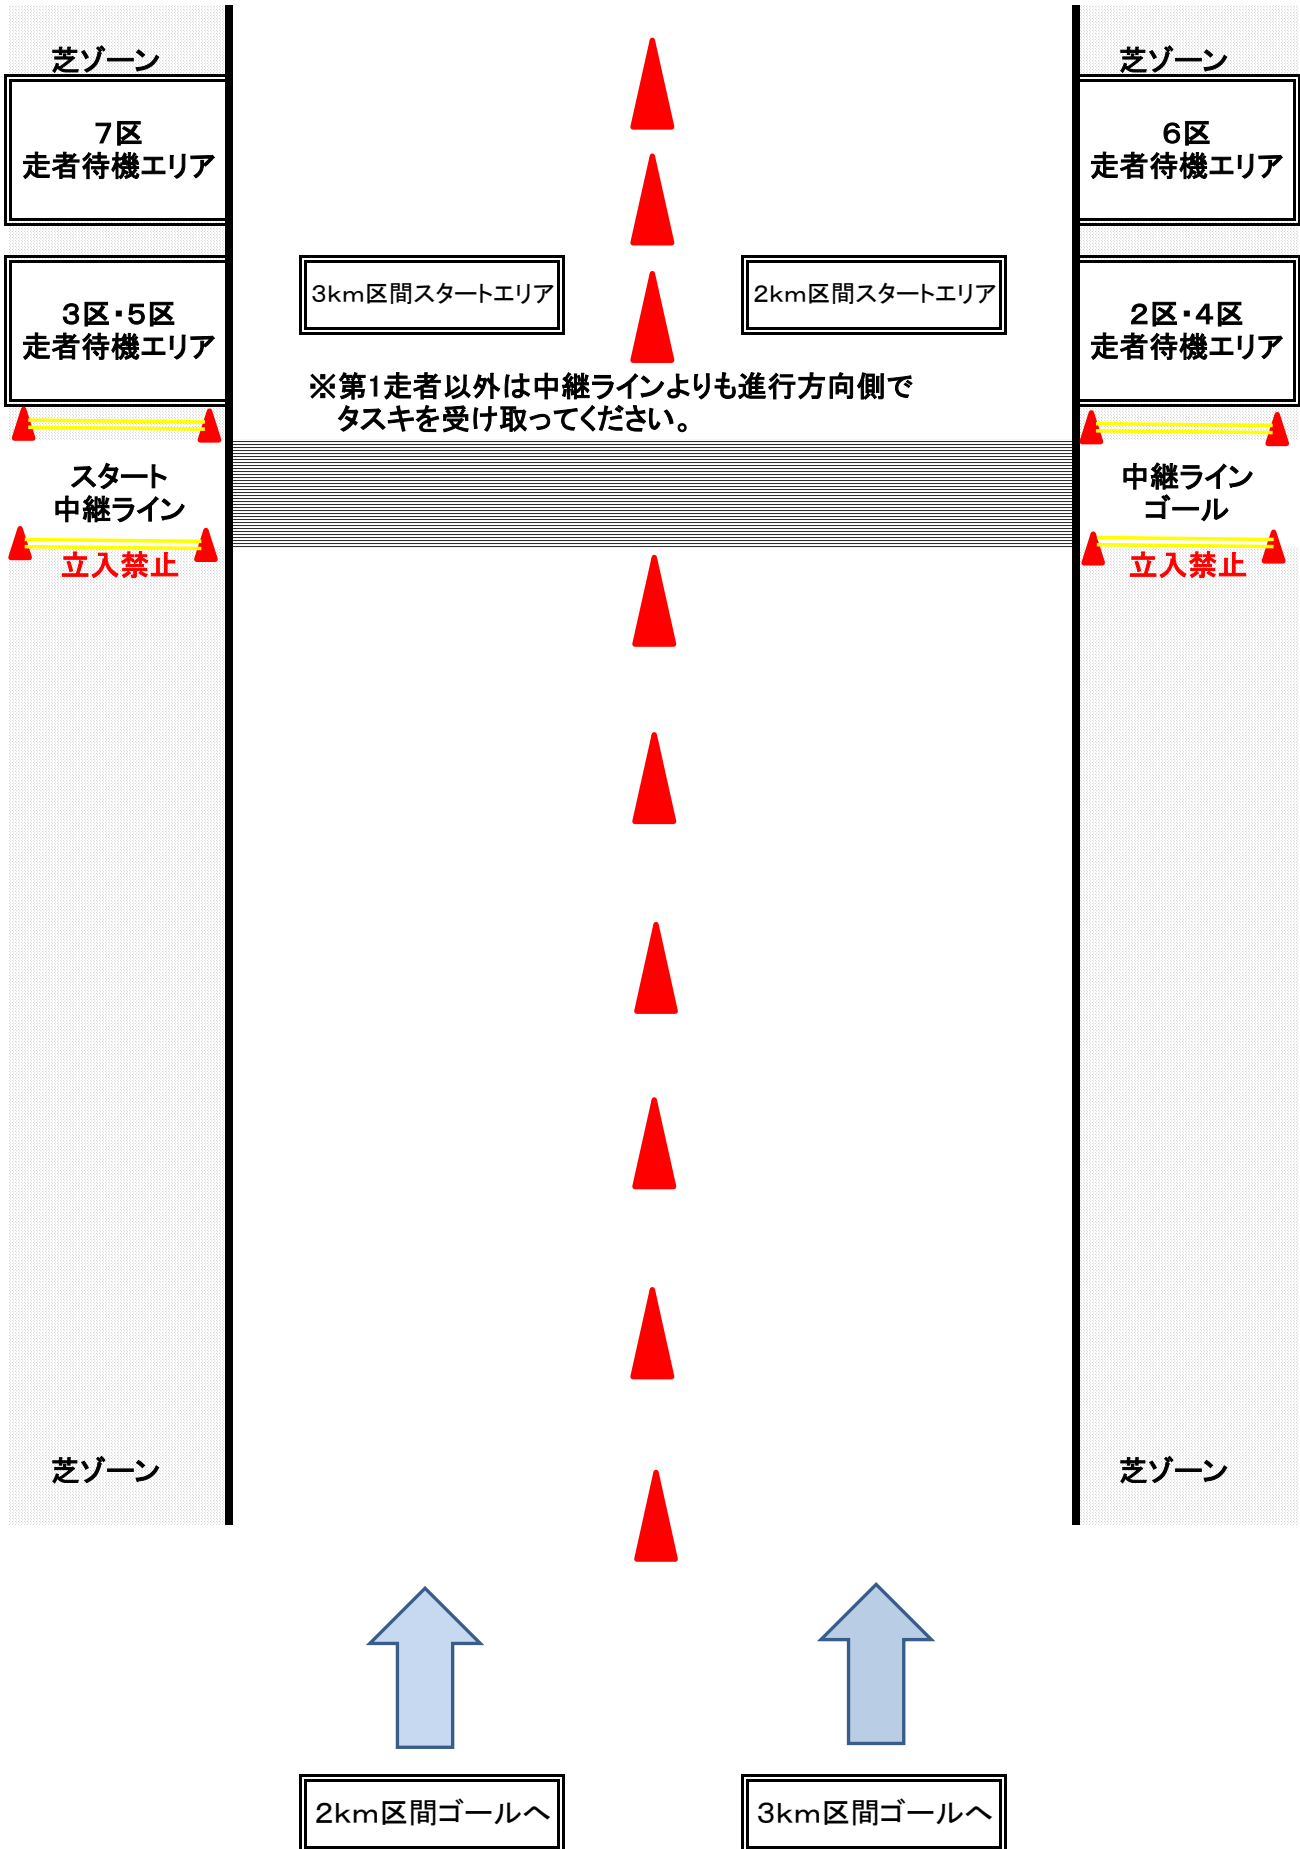 芝ゾーン
芝ゾーン
７区
走者待機エリア
６区
走者待機エリア
３区・５区
走者待機エリア
3km区間スタートエリア
2km区間スタートエリア
２区・４区
走者待機エリア
※第1走者以外は中継ラインよりも進行方向側で
タスキを受け取ってください。
スタート
中継ライン
中継ライン
ゴール
立入禁止
立入禁止
芝ゾーン
芝ゾーン
2km区間ゴールへ
3km区間ゴールへ